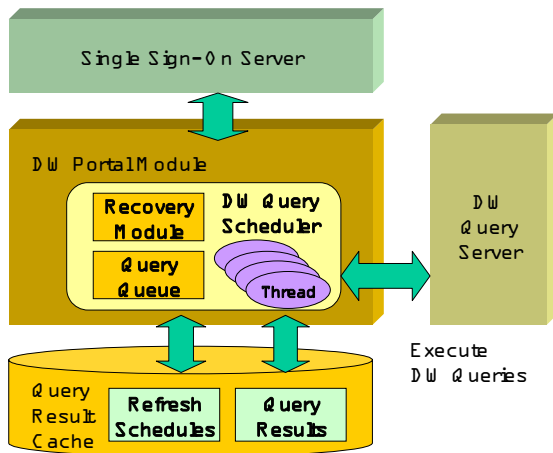 Single Sign-On Server
DW Portal Module
DW Query
Scheduler
Recovery
Module
Query
Queue
Thread
DW
Query
Server
Execute
DW Queries
Query
Result
Cache
Refresh
Schedules
Query
Results